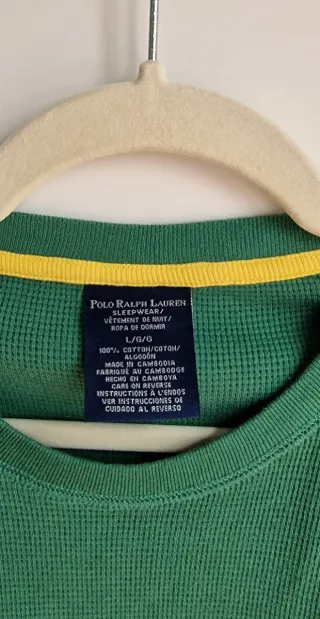 POLO RALPH LAUREN
SLEEPWEAR/
VÊTEMENT DE NUIT/
ROPA DE DORMIR
L/G/G
100% COTTON/COTON/
ALGODÓN
MADE IN CAMBODIA
FABRIQUÉ AU CAMBODGE
HECHO EN CAMBOYA
CARE ON REVERSE
INSTRUCTIONS À L'ENDOS
VER INSTRUCCIONES DE
CUIDADO AL REVERSO